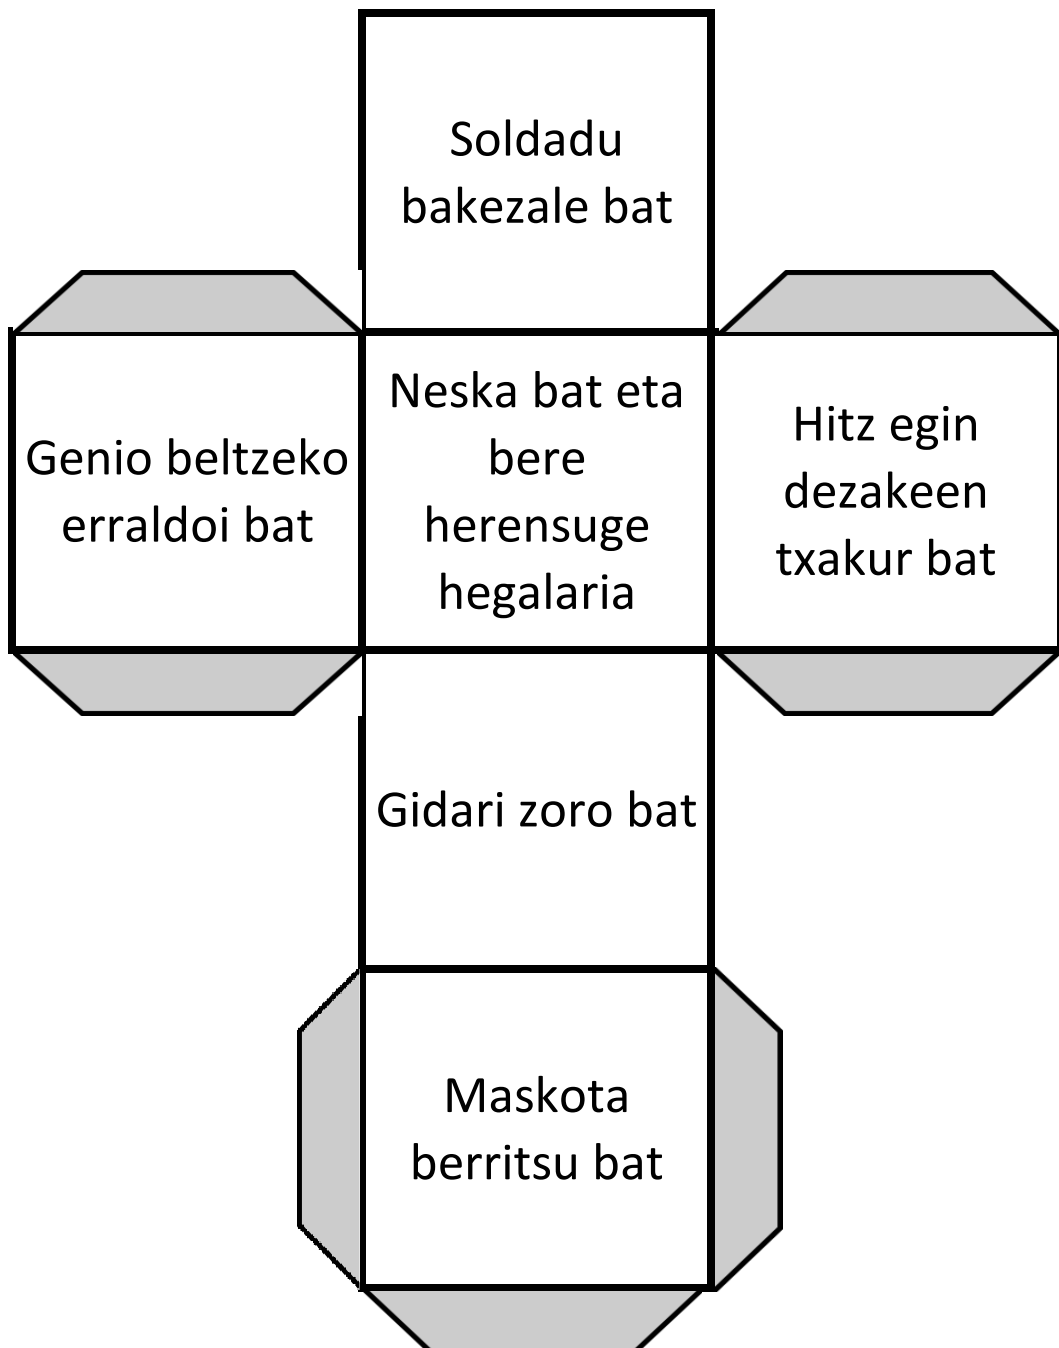 Soldadu
bakezale bat
Genio beltzeko
erraldoi bat
Neska bat eta
bere
herensuge
hegalaria
Hitz egin
dezakeen
txakur bat
Gidari zoro bat
Maskota
berritsu bat